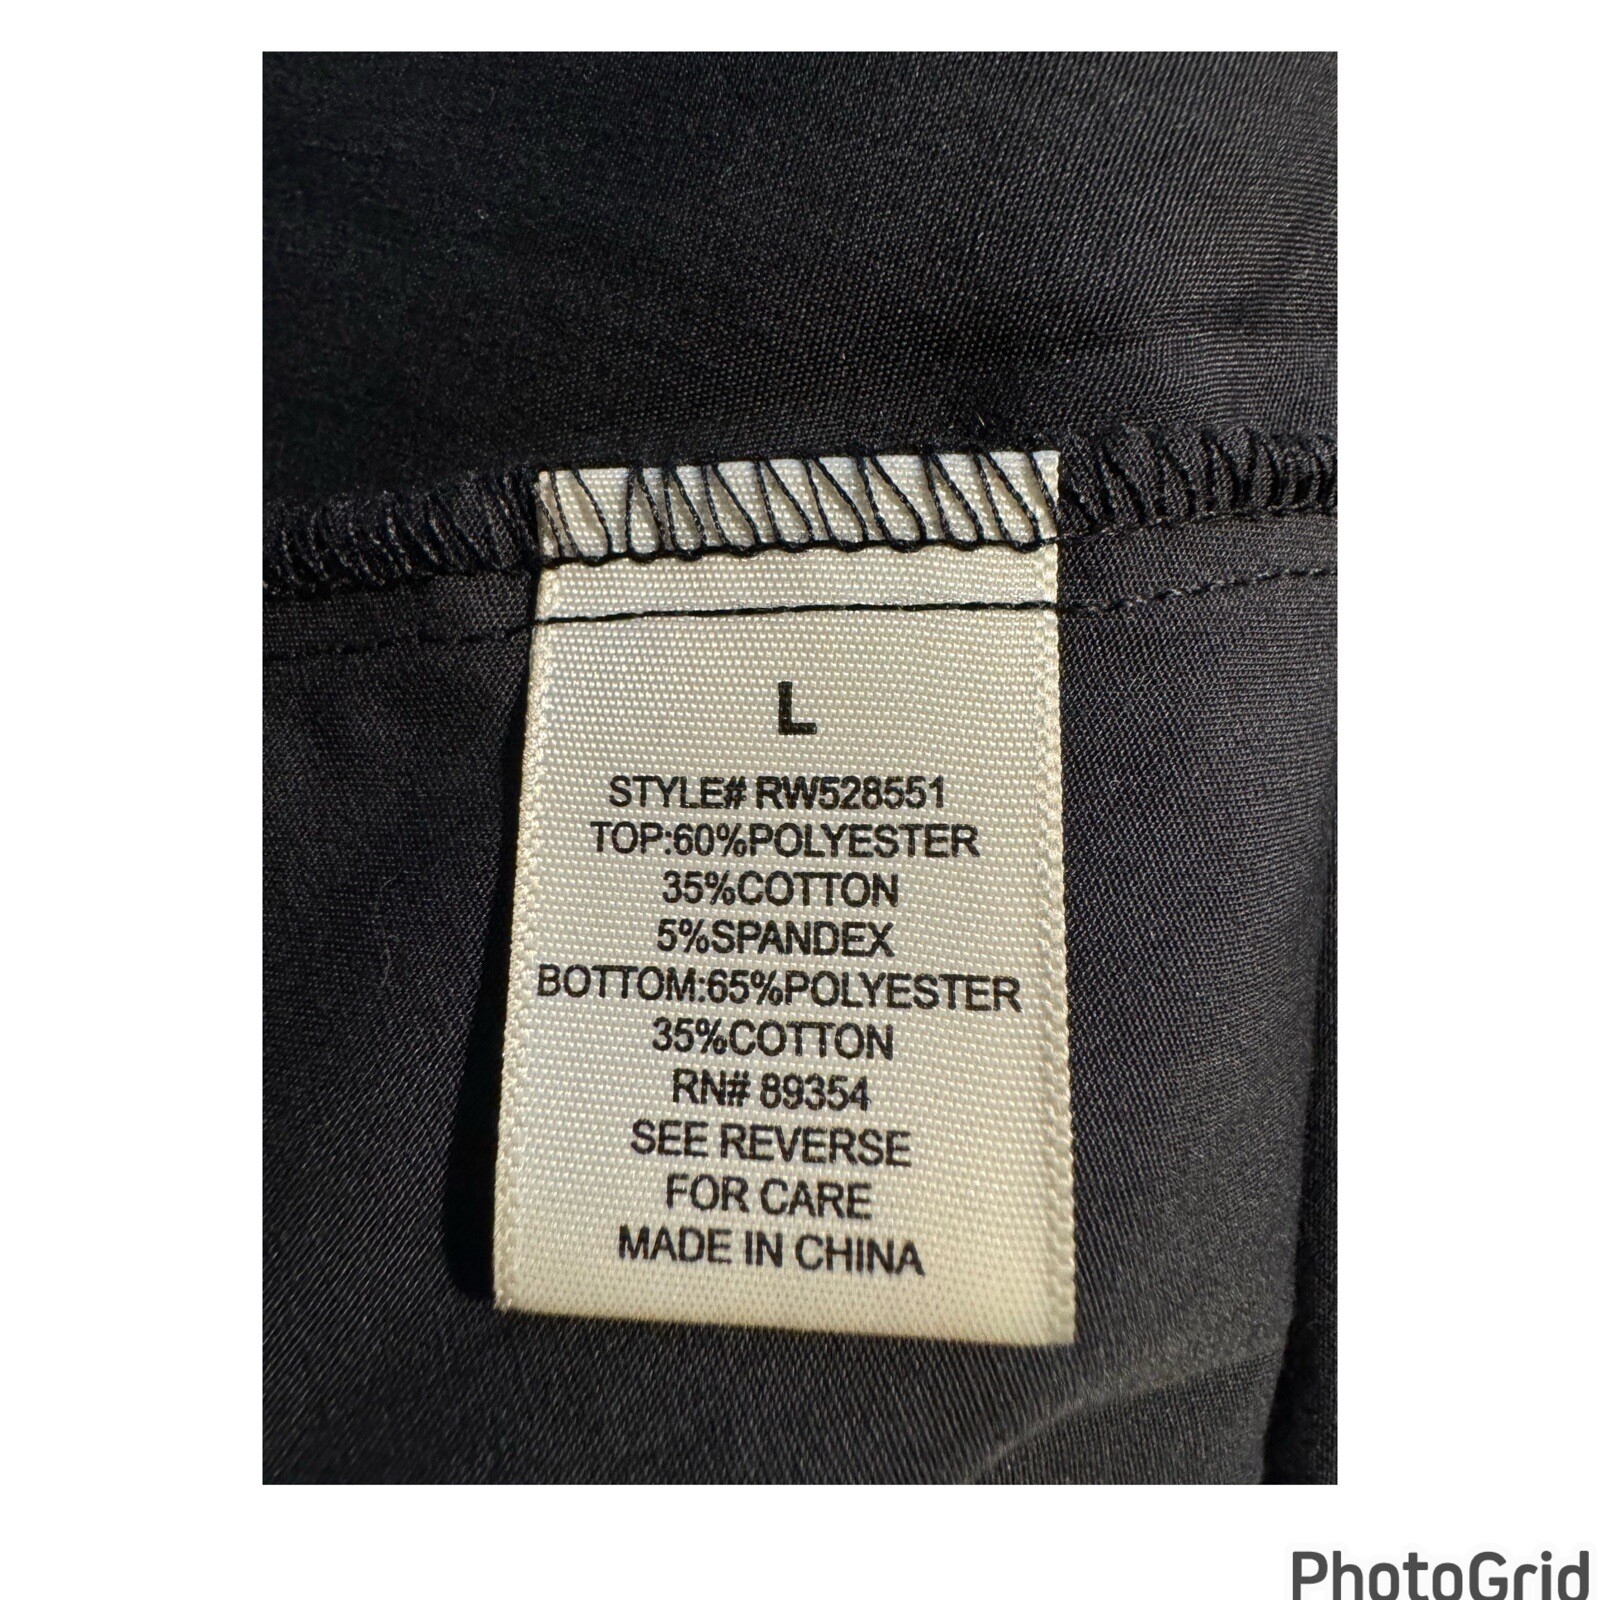 L
STYLE# RW528551
TOP:60%POLYESTER
35%COTTON
5%SPANDEX
BOTTOM:65%POLYESTER
35%COTTON
RN# 89354
SEE REVERSE
FOR CARE
MADE IN CHINA
PhotoGrid